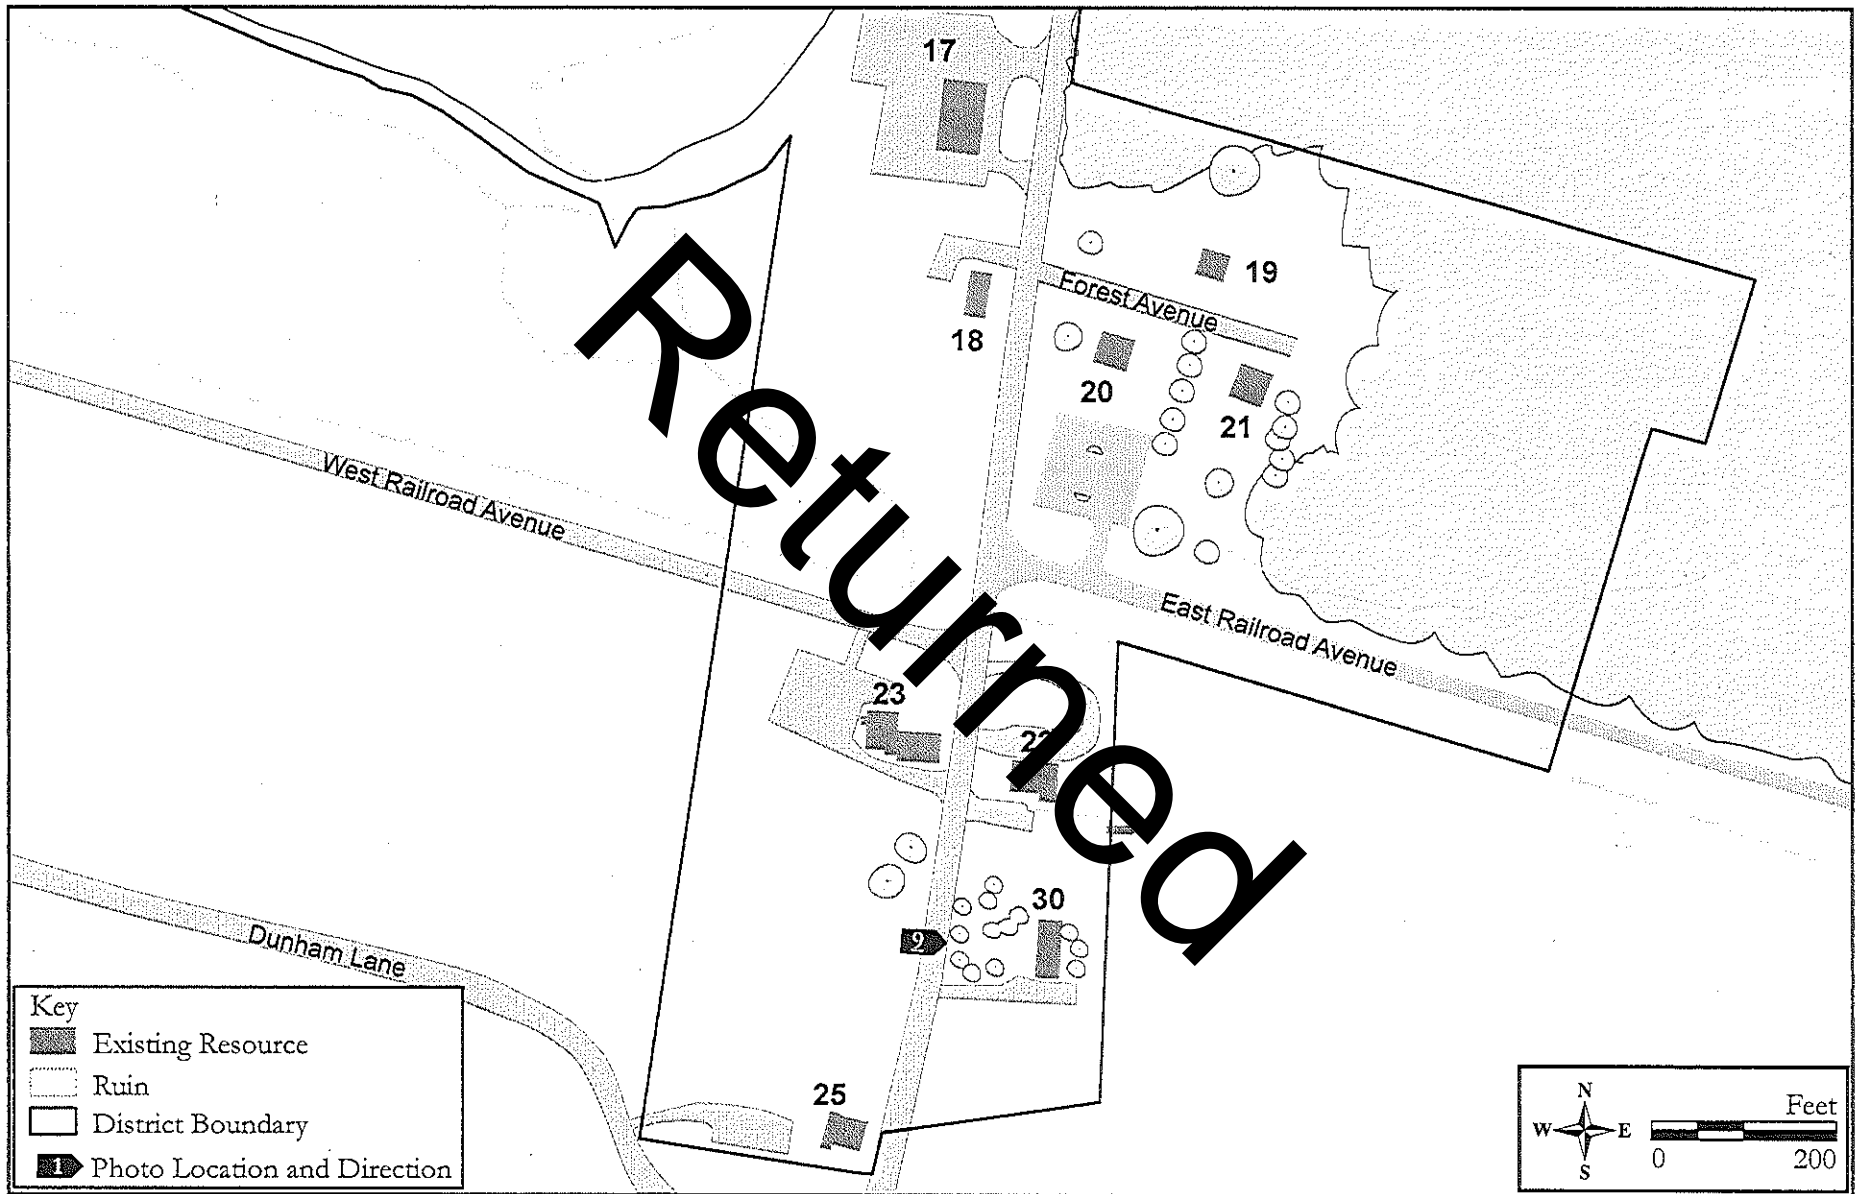 17
19
Forest Avenue
18
20
21
West Railroad Avenue
East Railroad Avenue
23
22
30
9
Dunham Lane
25
Returned
Key
Existing Resource
Ruin
District Boundary
1 Photo Location and Direction
N
W E
S
Feet
0 200